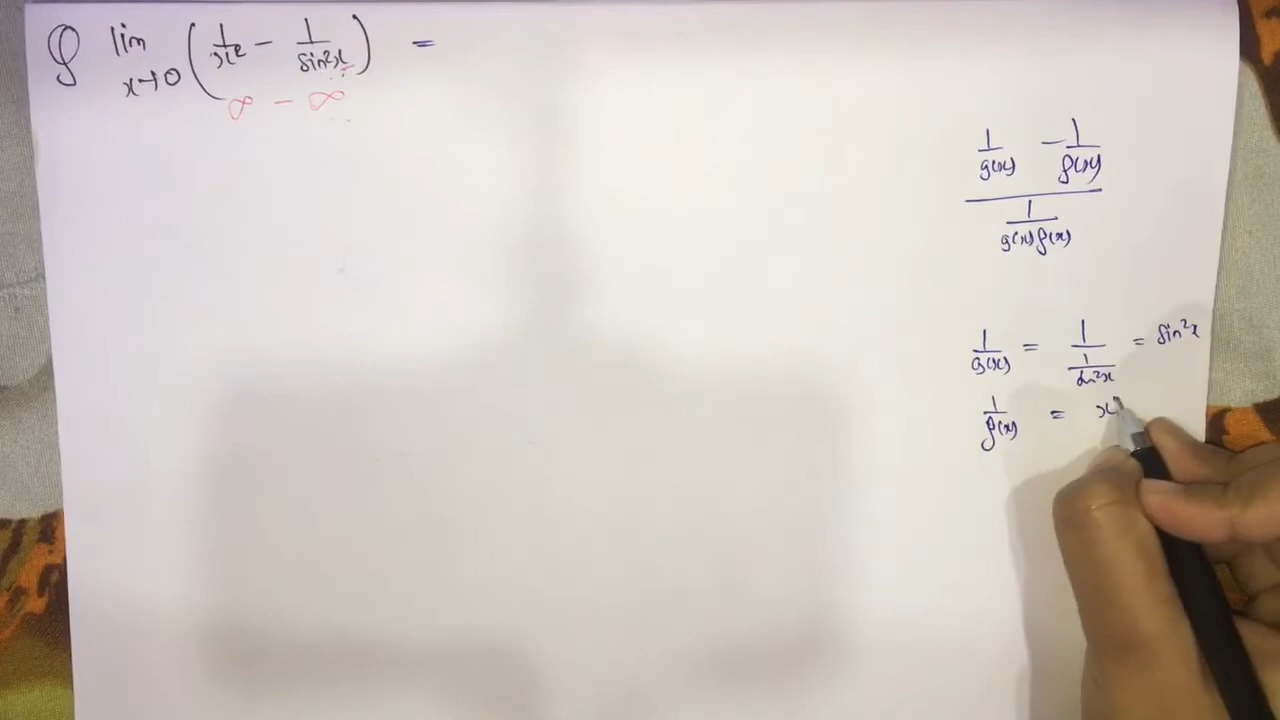 Q lim x→0 (1/x² − 1/sin²x) =
∞ − ∞
1/g(x) − 1/f(x)
1/g(x)f(x)
1/g(x) = 1/(1/sin²x) = sin²x
1/f(x) = x